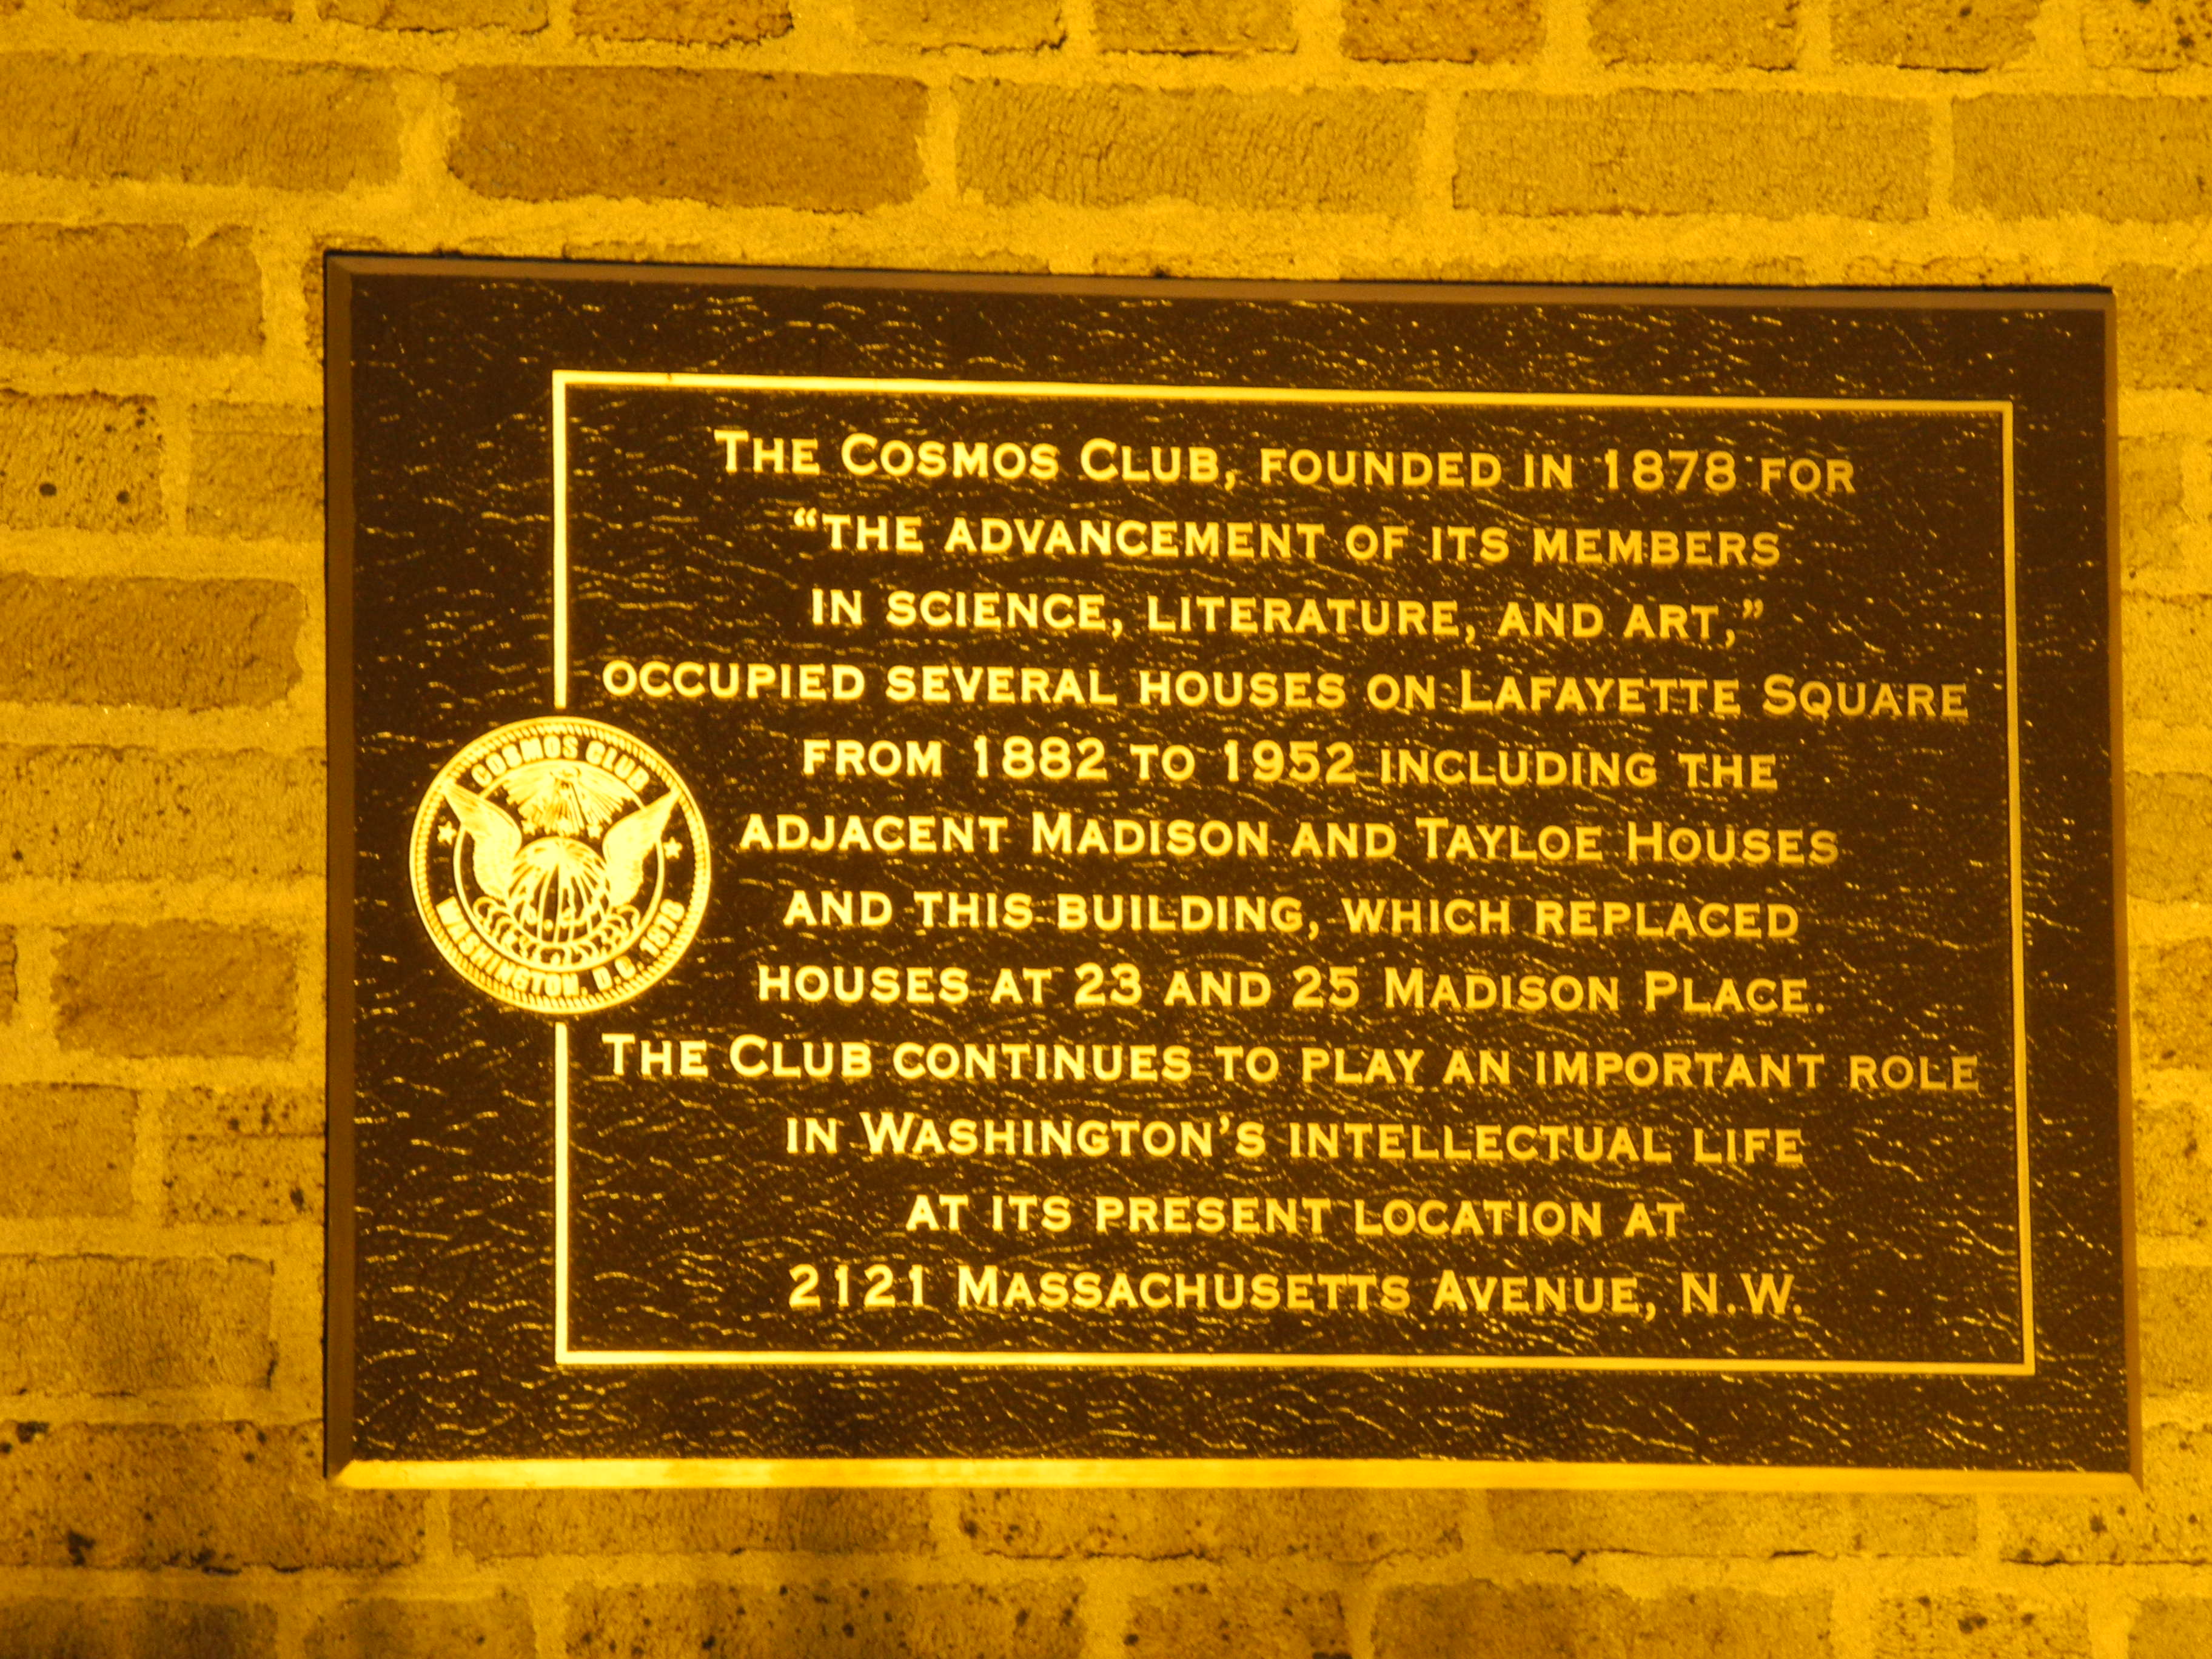 The Cosmos Club, founded in 1878 for
“the advancement of its members
in science, literature, and art,”
occupied several houses on Lafayette Square
from 1882 to 1952 including the
adjacent Madison and Tayloe Houses
and this building, which replaced
houses at 23 and 25 Madison Place.
The Club continues to play an important role
in Washington’s intellectual life
at its present location at
2121 Massachusetts Avenue, N.W.
COSMOS CLUB
WASHINGTON, D.C. 1878